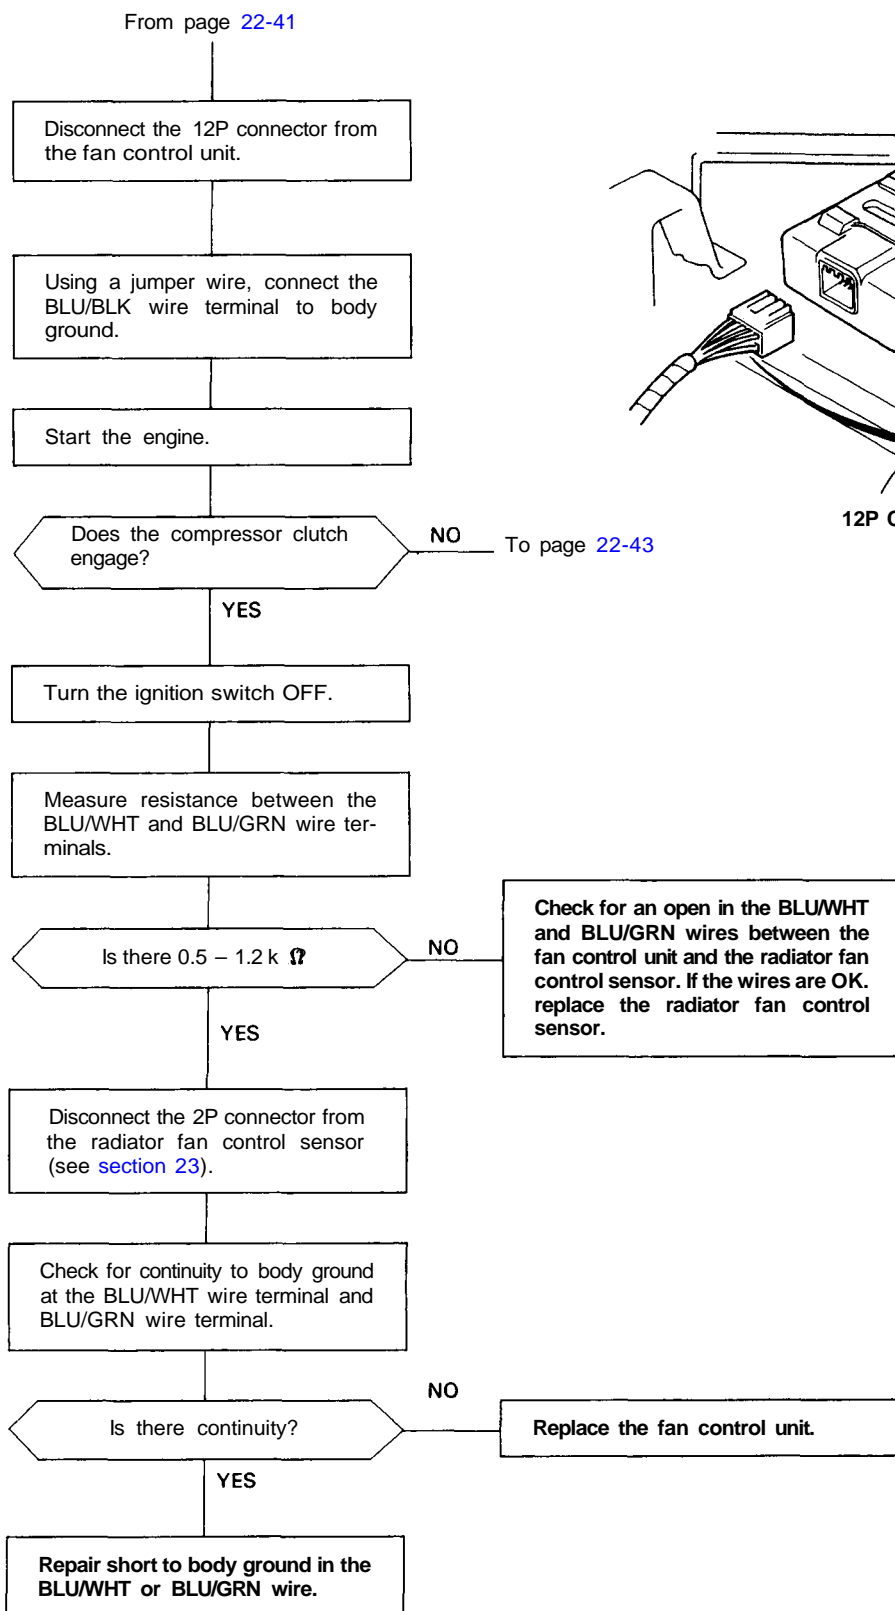 From page 22-41
Disconnect the 12P connector from
the fan control unit.
Using a jumper wire, connect the
BLU/BLK wire terminal to body
ground.
Start the engine.
Does the compressor clutch
engage?
NO
To page 22-43
12P
YES
Turn the ignition switch OFF.
Measure resistance between the
BLU/WHT and BLU/GRN wire ter-
minals.
Is there 0.5 – 1.2 k Ω?
NO
Check for an open in the BLU/WHT
and BLU/GRN wires between the
fan control unit and the radiator fan
control sensor. If the wires are OK.
replace the radiator fan control
sensor.
YES
Disconnect the 2P connector from
the radiator fan control sensor
(see section 23).
Check for continuity to body ground
at the BLU/WHT wire terminal and
BLU/GRN wire terminal.
Is there continuity?
NO
Replace the fan control unit.
YES
Repair short to body ground in the
BLU/WHT or BLU/GRN wire.